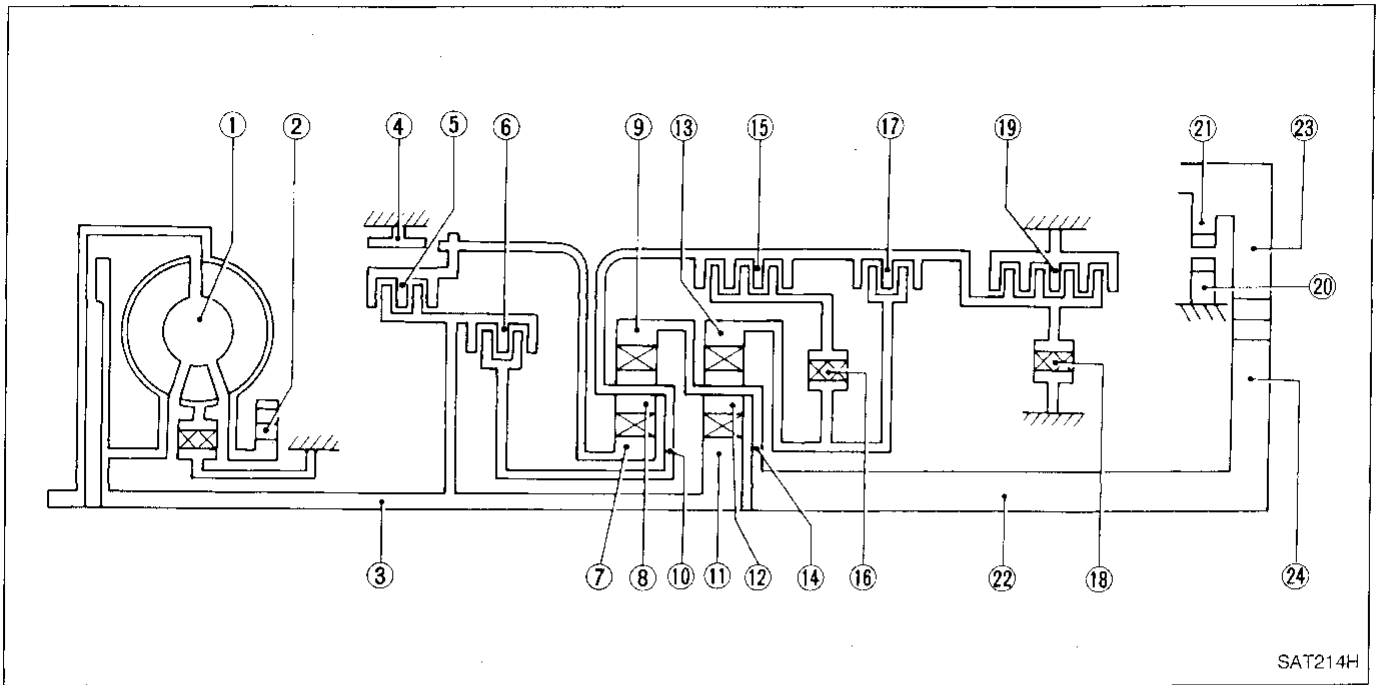 ① ② ④ ⑤ ⑥ ⑨ ⑬ ⑮ ⑰ ⑲ ㉑ ㉓
⑳
③ ⑦ ⑧ ⑩ ⑪ ⑫ ⑭ ⑯ ㉒ ⑱ ㉔
SAT214H